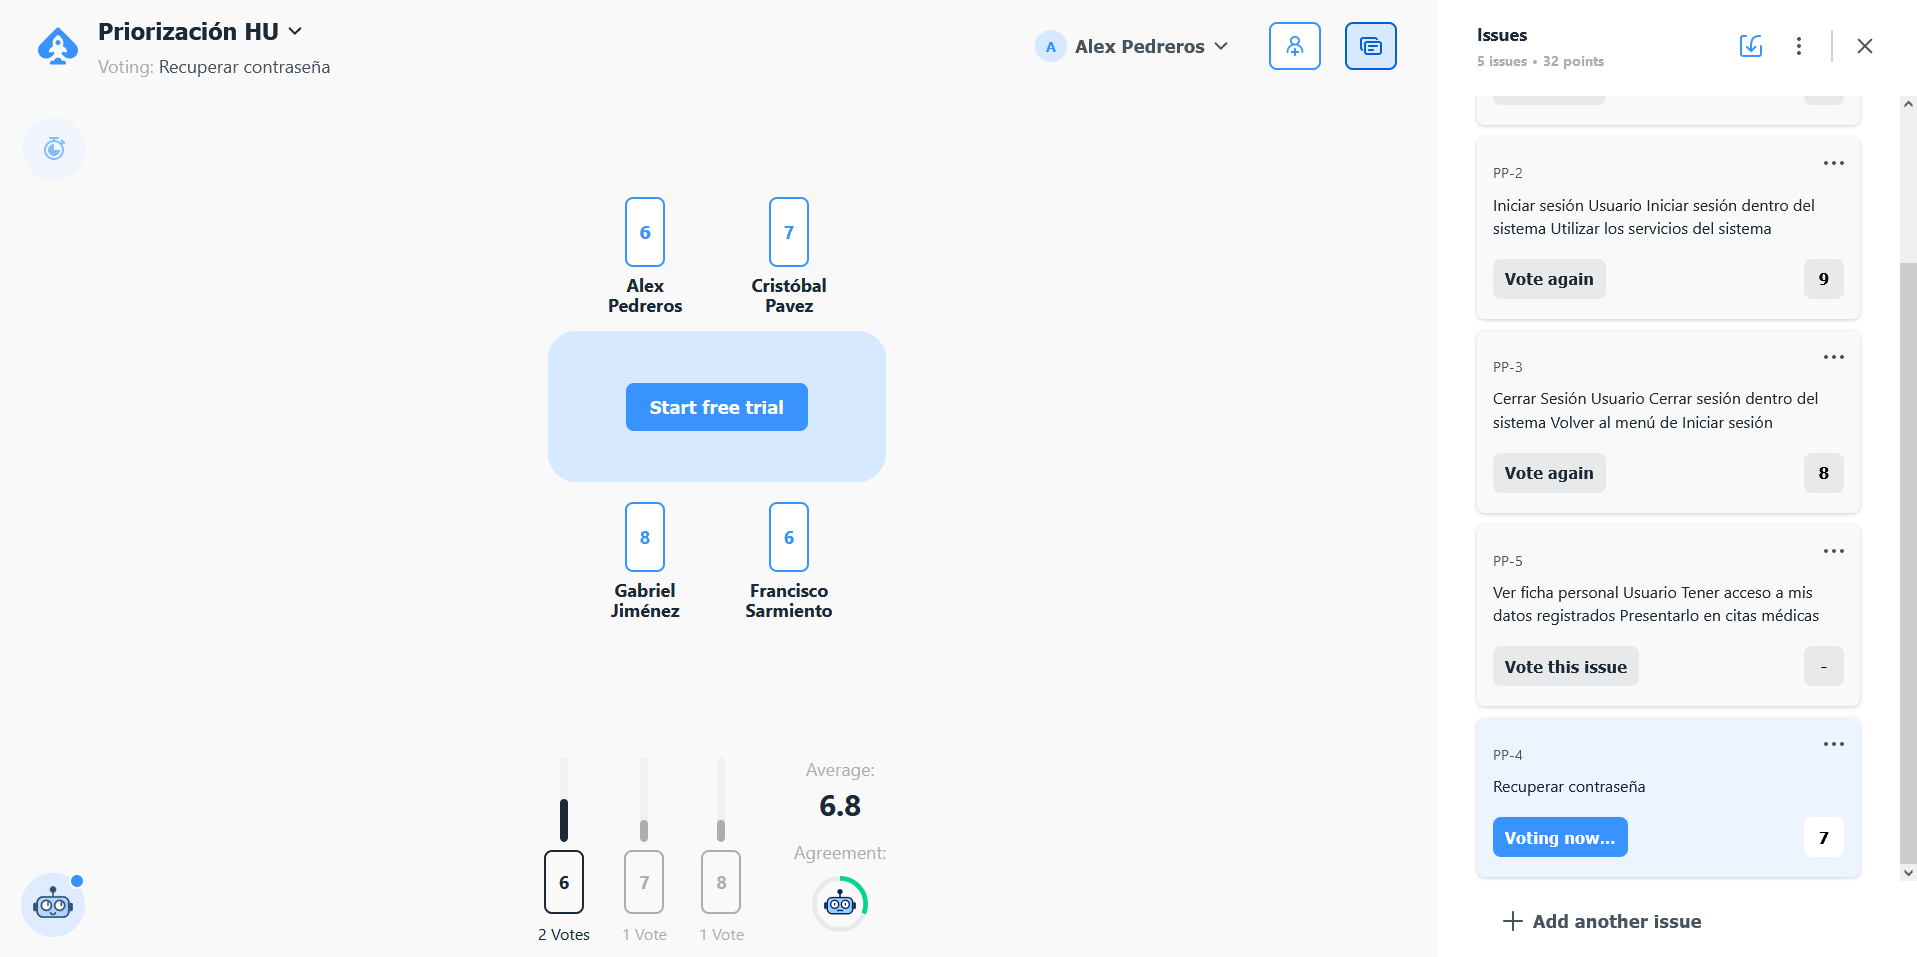 Priorización HU
Voting: Recuperar contraseña
A Alex Pedreros
6
7
Alex
Pedreros
Cristóbal
Pavez
Start free trial
8
6
Gabriel
Jiménez
Francisco
Sarmiento
6
7
8
2 Votes
1 Vote
1 Vote
Average:
6.8
Agreement:
Issues
5 issues • 32 points
PP-2
Iniciar sesión Usuario Iniciar sesión dentro del
sistema Utilizar los servicios del sistema
Vote again
9
PP-3
Cerrar Sesión Usuario Cerrar sesión dentro del
sistema Volver al menú de Iniciar sesión
Vote again
8
PP-5
Ver ficha personal Usuario Tener acceso a mis
datos registrados Presentarlo en citas médicas
Vote this issue
-
PP-4
Recuperar contraseña
Voting now...
7
Add another issue